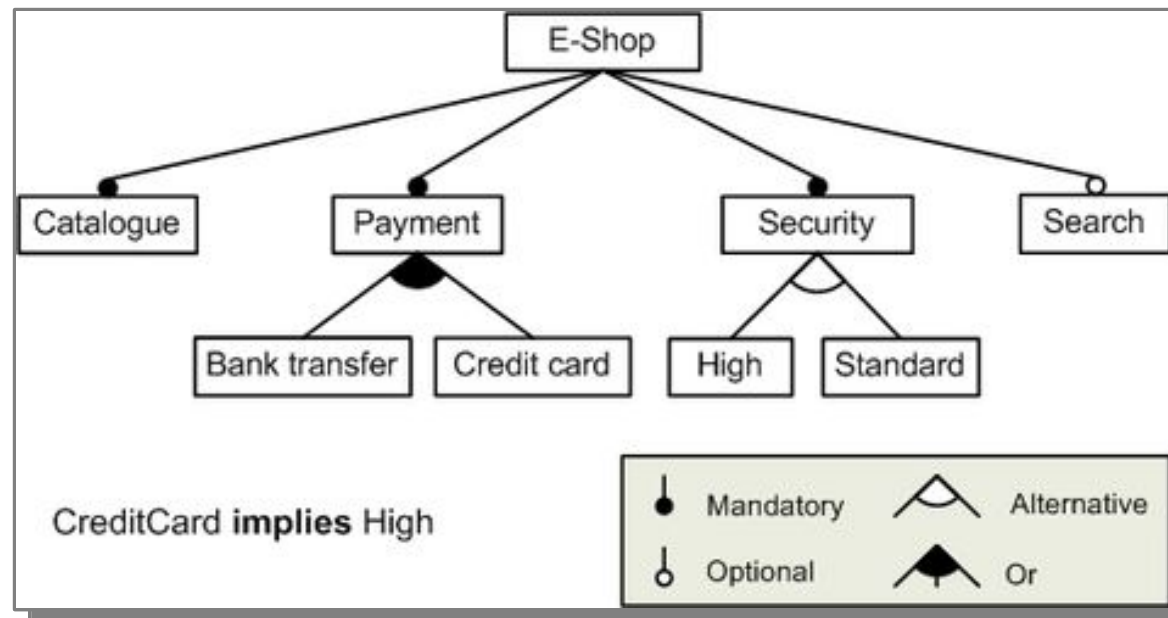 E-Shop
Catalogue
Payment
Security
Search
Bank transfer
Credit card
High
Standard
CreditCard implies High
Mandatory
Alternative
Optional
Or